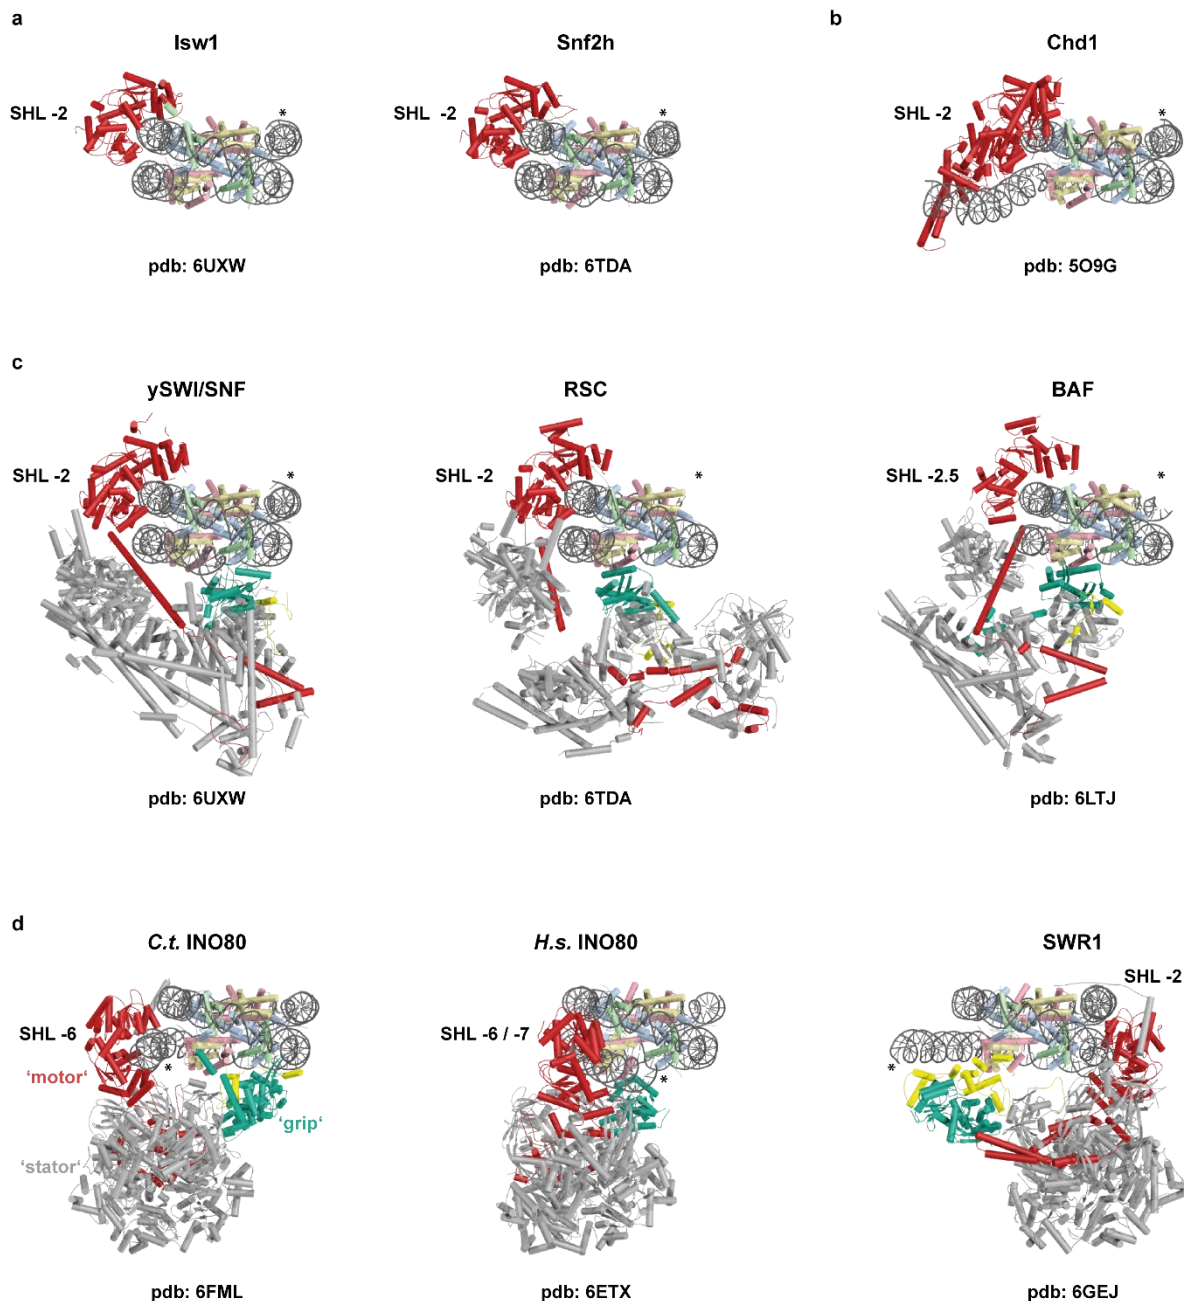 a
b
Isw1
Snf2h
Chd1
SHL -2
*
SHL -2
*
SHL -2
*
pdb: 6UXW
pdb: 6TDA
pdb: 5O9G
c
ySWI/SNF
RSC
BAF
SHL -2
*
SHL -2
*
SHL -2.5
*
pdb: 6UXW
pdb: 6TDA
pdb: 6LTJ
d
C.t. INO80
H.s. INO80
SWR1
SHL -2
SHL -6
SHL -6 / -7
*
*
*
‘motor‘
‘grip‘
‘stator‘
pdb: 6FML
pdb: 6ETX
pdb: 6GEJ